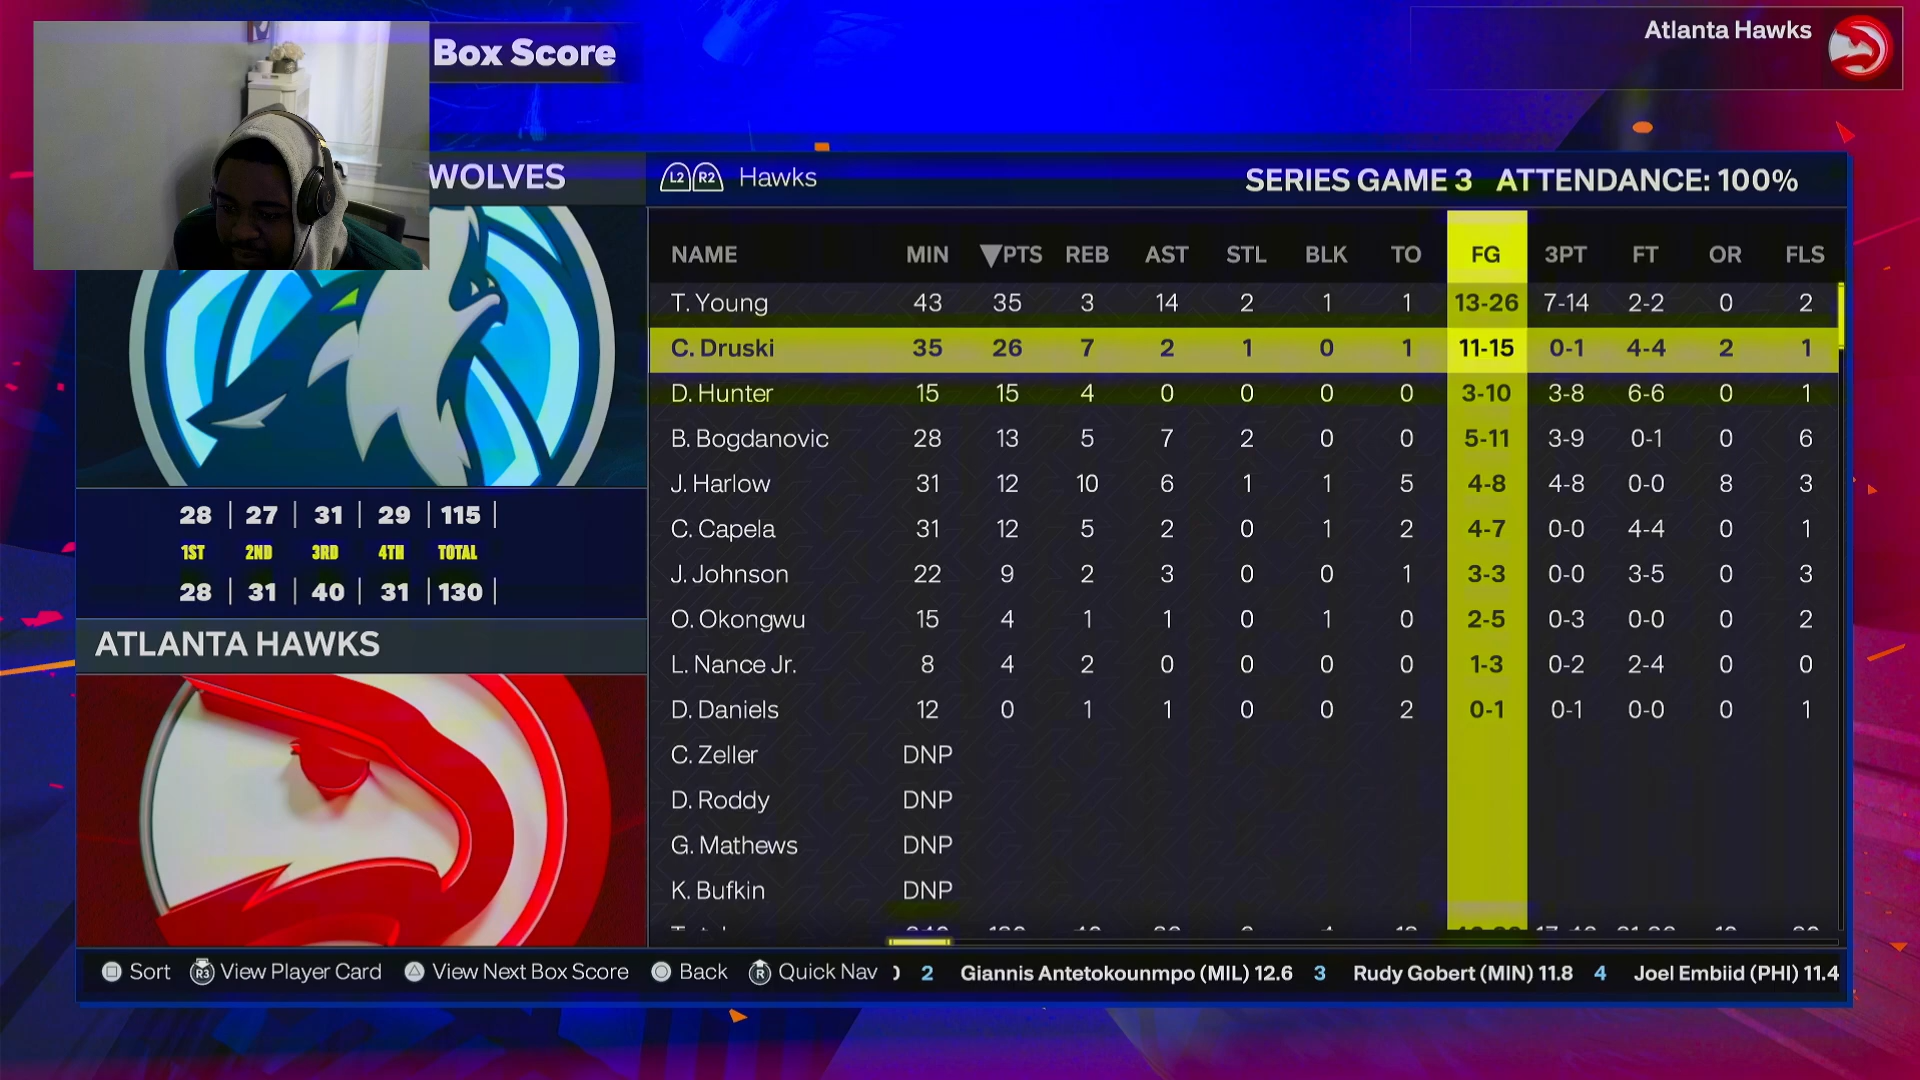 Box Score
Atlanta Hawks
WOLVES
L2 R2 Hawks
SERIES GAME 3 ATTENDANCE: 100%
NAME MIN ▼PTS REB AST STL BLK TO FG 3PT FT OR FLS
T. Young 43 35 3 14 2 1 1 13-26 7-14 2-2 0 2
C. Druski 35 26 7 2 1 0 1 11-15 0-1 4-4 2 1
D. Hunter 15 15 4 0 0 0 0 3-10 3-8 6-6 0 1
B. Bogdanovic 28 13 5 7 2 0 0 5-11 3-9 0-1 0 6
J. Harlow 31 12 10 6 1 1 5 4-8 4-8 0-0 8 3
C. Capela 31 12 5 2 0 1 2 4-7 0-0 4-4 0 1
J. Johnson 22 9 2 3 0 0 1 3-3 0-0 3-5 0 3
O. Okongwu 15 4 1 1 0 1 0 2-5 0-3 0-0 0 2
L. Nance Jr. 8 4 2 0 0 0 0 1-3 0-2 2-4 0 0
D. Daniels 12 0 1 1 0 0 2 0-1 0-1 0-0 0 1
C. Zeller DNP
D. Roddy DNP
G. Mathews DNP
K. Bufkin DNP
28 27 31 29 115
1ST 2ND 3RD 4TH TOTAL
28 31 40 31 130
ATLANTA HAWKS
Sort R3 View Player Card View Next Box Score Back R Quick Nav 2 Giannis Antetokounmpo (MIL) 12.6 3 Rudy Gobert (MIN) 11.8 4 Joel Embiid (PHI) 11.4